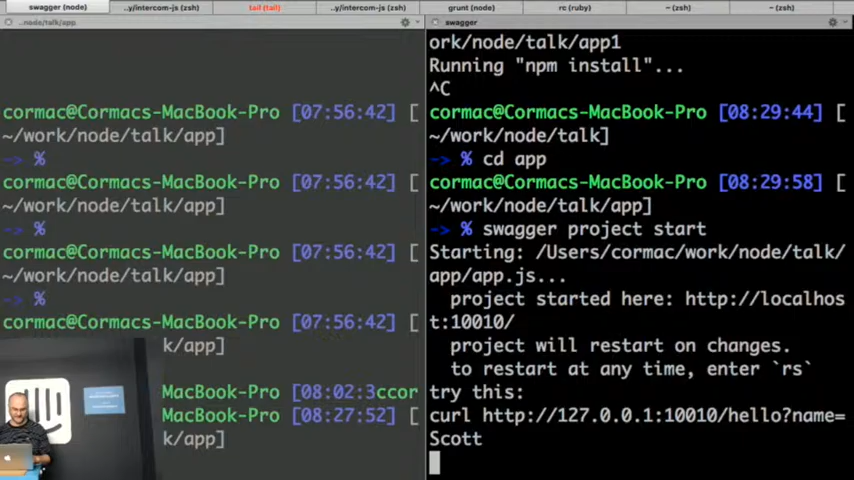 swagger (node)
..y/intercom-js (zsh)
tail (tail)
..y/intercom-js (zsh)
grunt (node)
rc (ruby)
~ (zsh)
~ (zsh)
..node/talk/app
swagger
cormac@Cormacs-MacBook-Pro [07:56:42] [
~/work/node/talk/app]
-> %
cormac@Cormacs-MacBook-Pro [07:56:42] [
~/work/node/talk/app]
-> %
cormac@Cormacs-MacBook-Pro [07:56:42] [
~/work/node/talk/app]
-> %
cormac@Cormacs-MacBook-Pro [07:56:42] [
k/app]
MacBook-Pro [08:02:3ccor
MacBook-Pro [08:27:52] [
k/app]
ork/node/talk/app1
Running "npm install"...
^C
cormac@Cormacs-MacBook-Pro [08:29:44] [
~/work/node/talk]
-> % cd app
cormac@Cormacs-MacBook-Pro [08:29:58] [
~/work/node/talk/app]
-> % swagger project start
Starting: /Users/cormac/work/node/talk/
app/app.js...
project started here: http://localhos
t:10010/
project will restart on changes.
to restart at any time, enter `rs`
try this:
curl http://127.0.0.1:10010/hello?name=
Scott